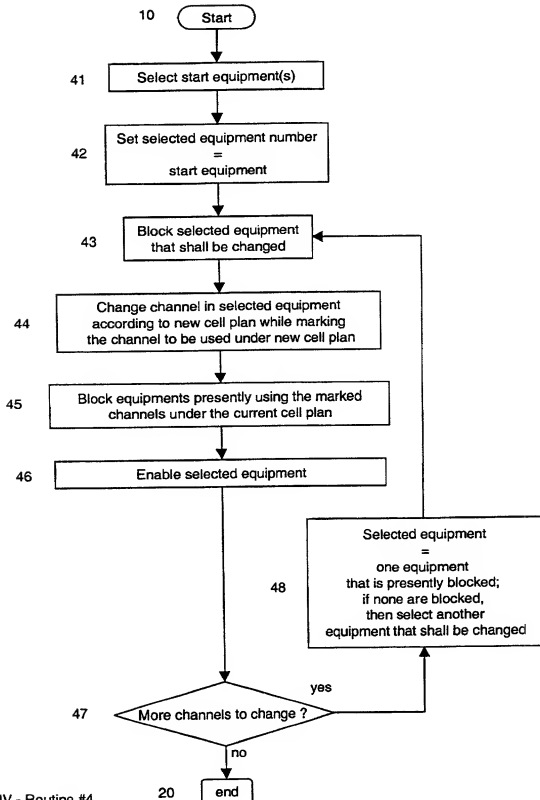 10
Start
41
Select start equipment(s)
42
Set selected equipment number
=
start equipment
43
Block selected equipment
that shall be changed
44
Change channel in selected equipment
according to new cell plan while marking
the channel to be used under new cell plan
45
Block equipments presently using the marked
channels under the current cell plan
46
Enable selected equipment
48
Selected equipment
=
one equipment
that is presently blocked;
if none are blocked,
then select another
equipment that shall be changed
yes
47
More channels to change ?
no
20
end
- Routine #4